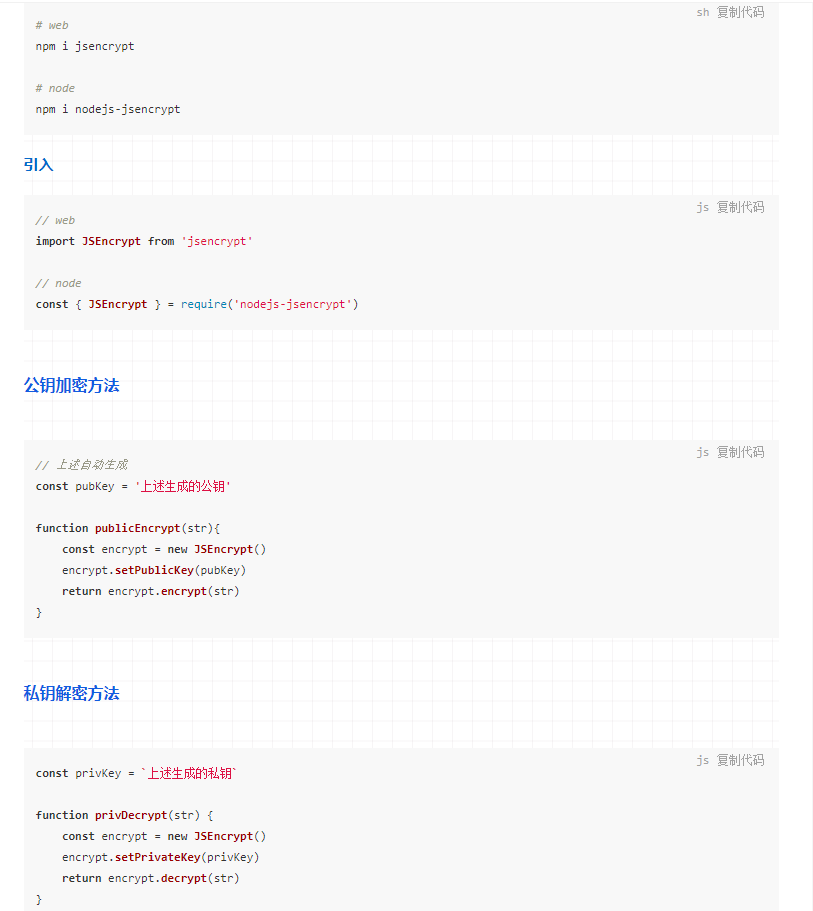 sh 复制代码
# web
npm i jsencrypt
# node
npm i nodejs-jsencrypt
引入
js 复制代码
// web
import JSEncrypt from 'jsencrypt'
// node
const { JSEncrypt } = require('nodejs-jsencrypt')
公钥加密方法
js 复制代码
// 上述自动生成
const pubKey = '上述生成的公钥'
function publicEncrypt(str){
    const encrypt = new JSEncrypt()
    encrypt.setPublicKey(pubKey)
    return encrypt.encrypt(str)
}
私钥解密方法
js 复制代码
const privKey = `上述生成的私钥`
function privDecrypt(str) {
    const encrypt = new JSEncrypt()
    encrypt.setPrivateKey(privKey)
    return encrypt.decrypt(str)
}